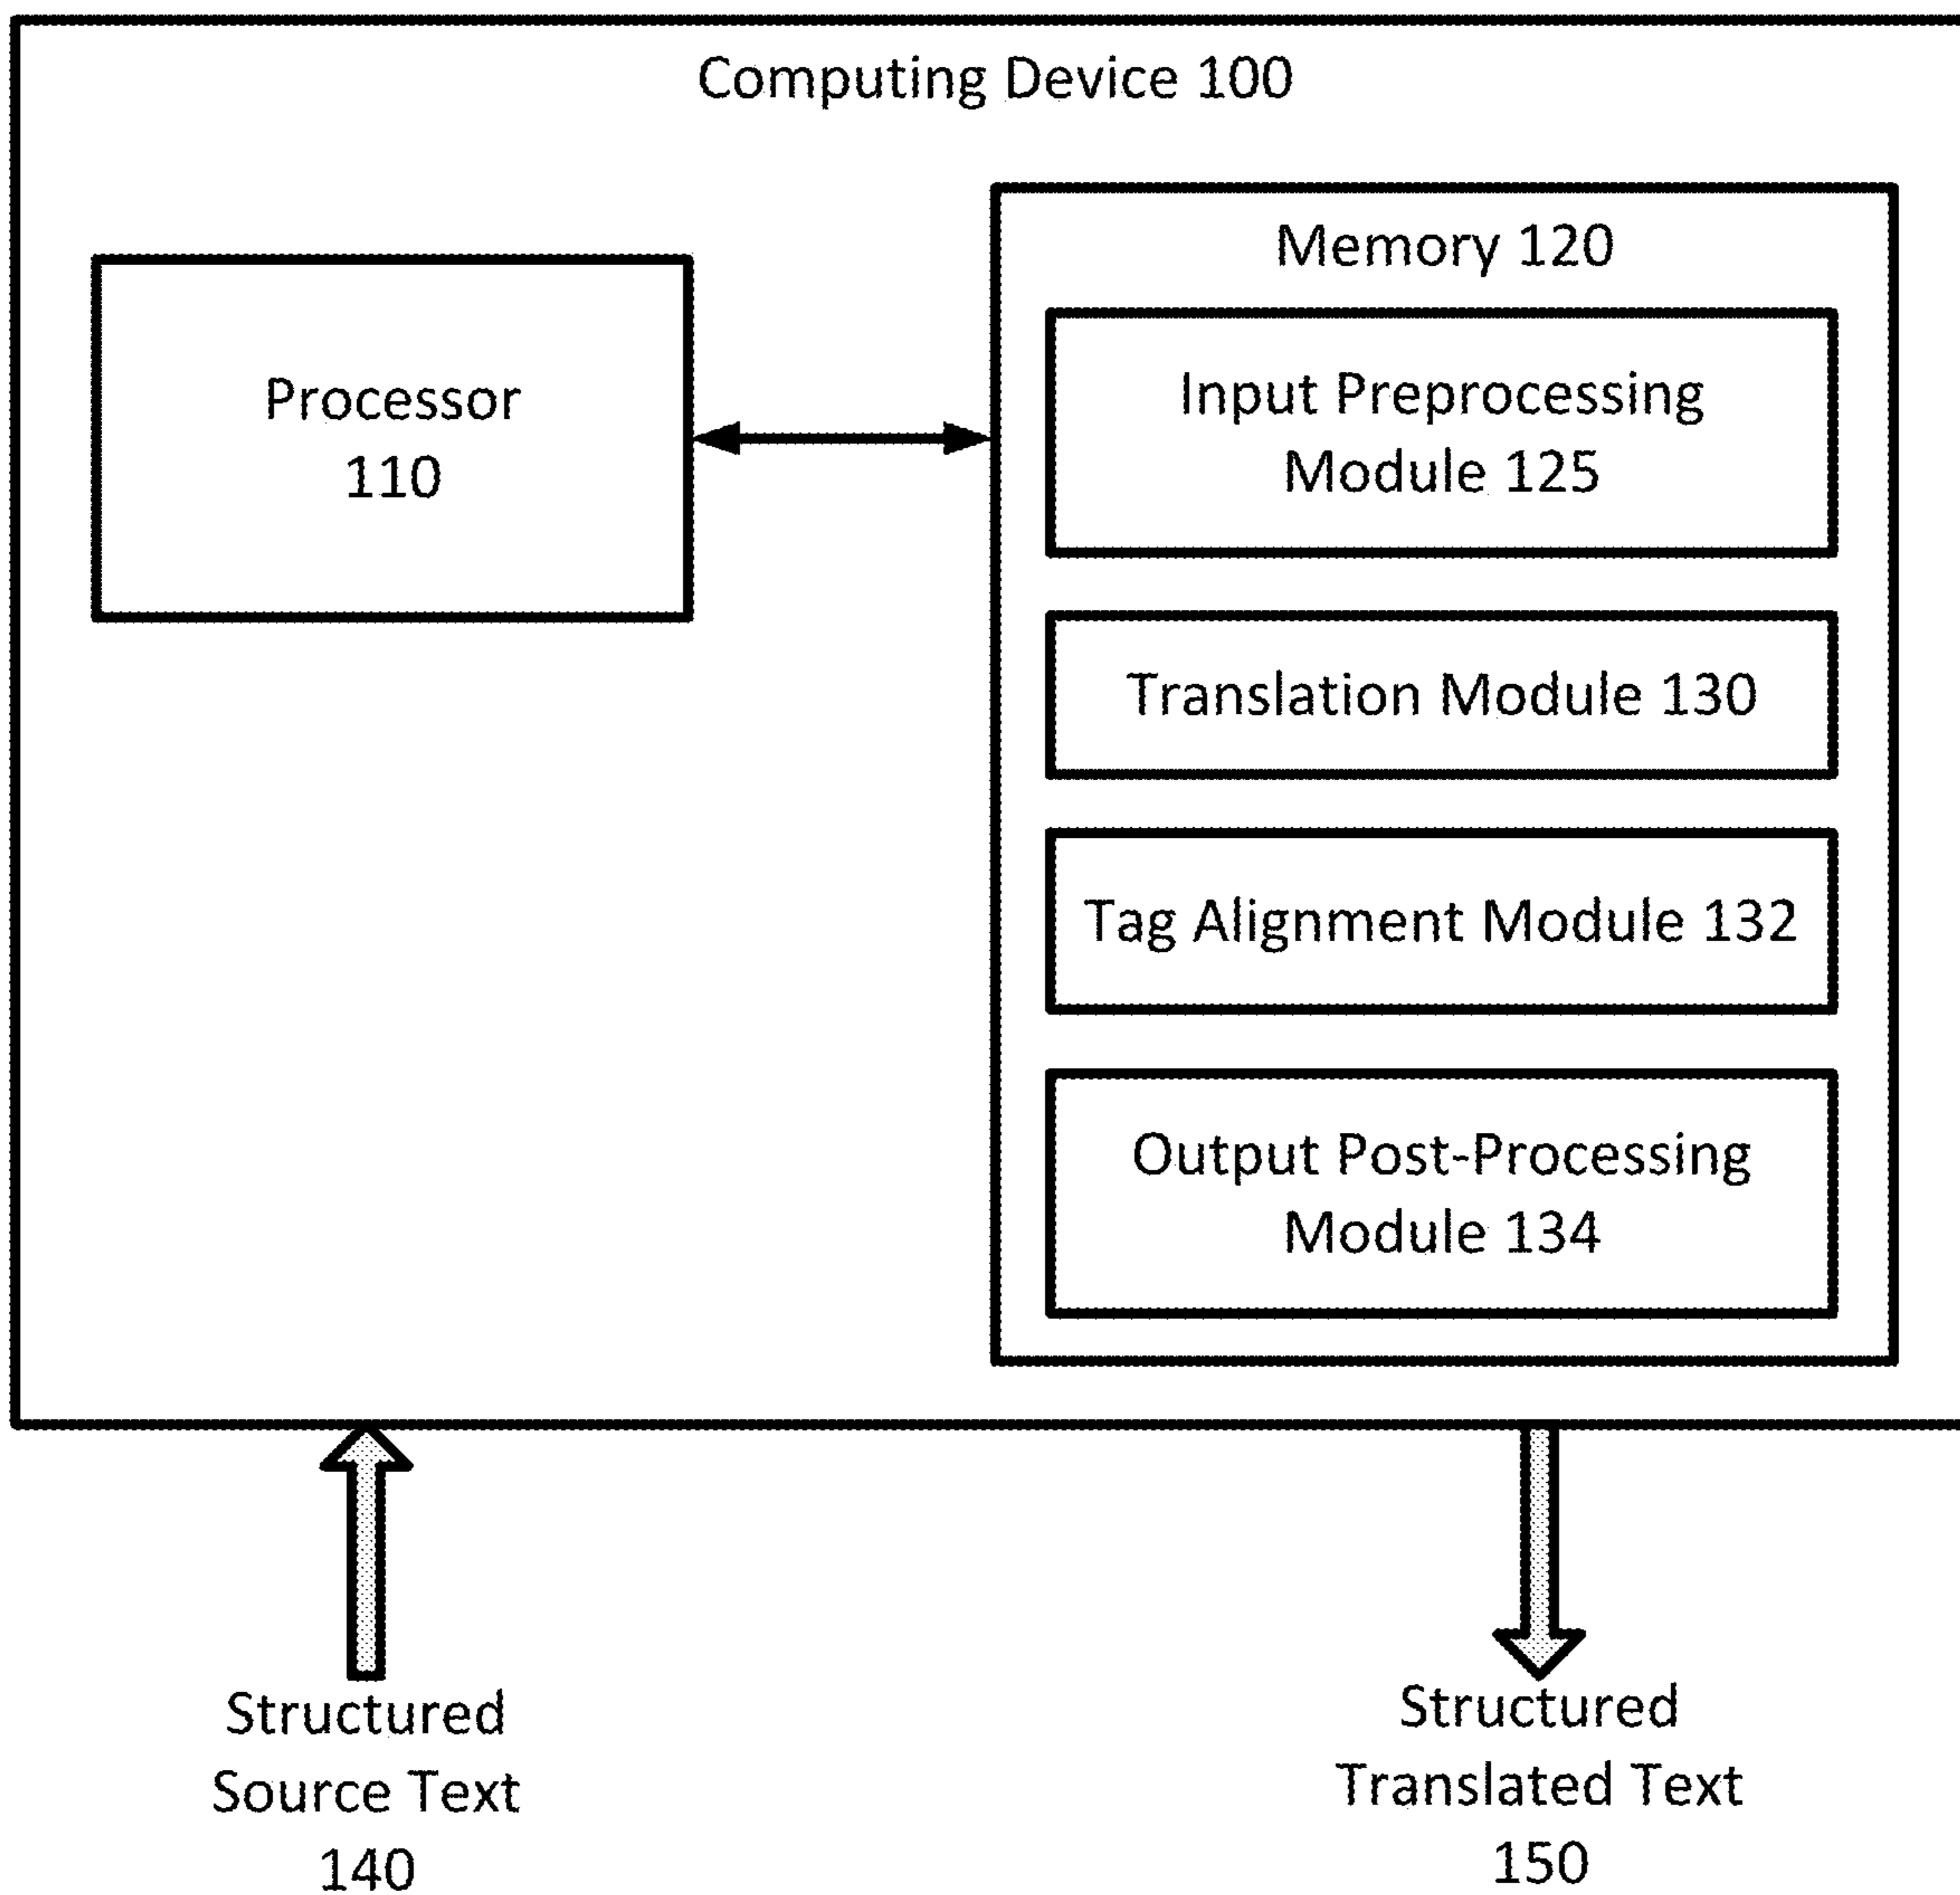 Computing Device 100
Processor
110
Memory 120
Input Preprocessing
Module 125
Translation Module 130
Tag Alignment Module 132
Output Post-Processing
Module 134
Structured
Source Text
140
Structured
Translated Text
150